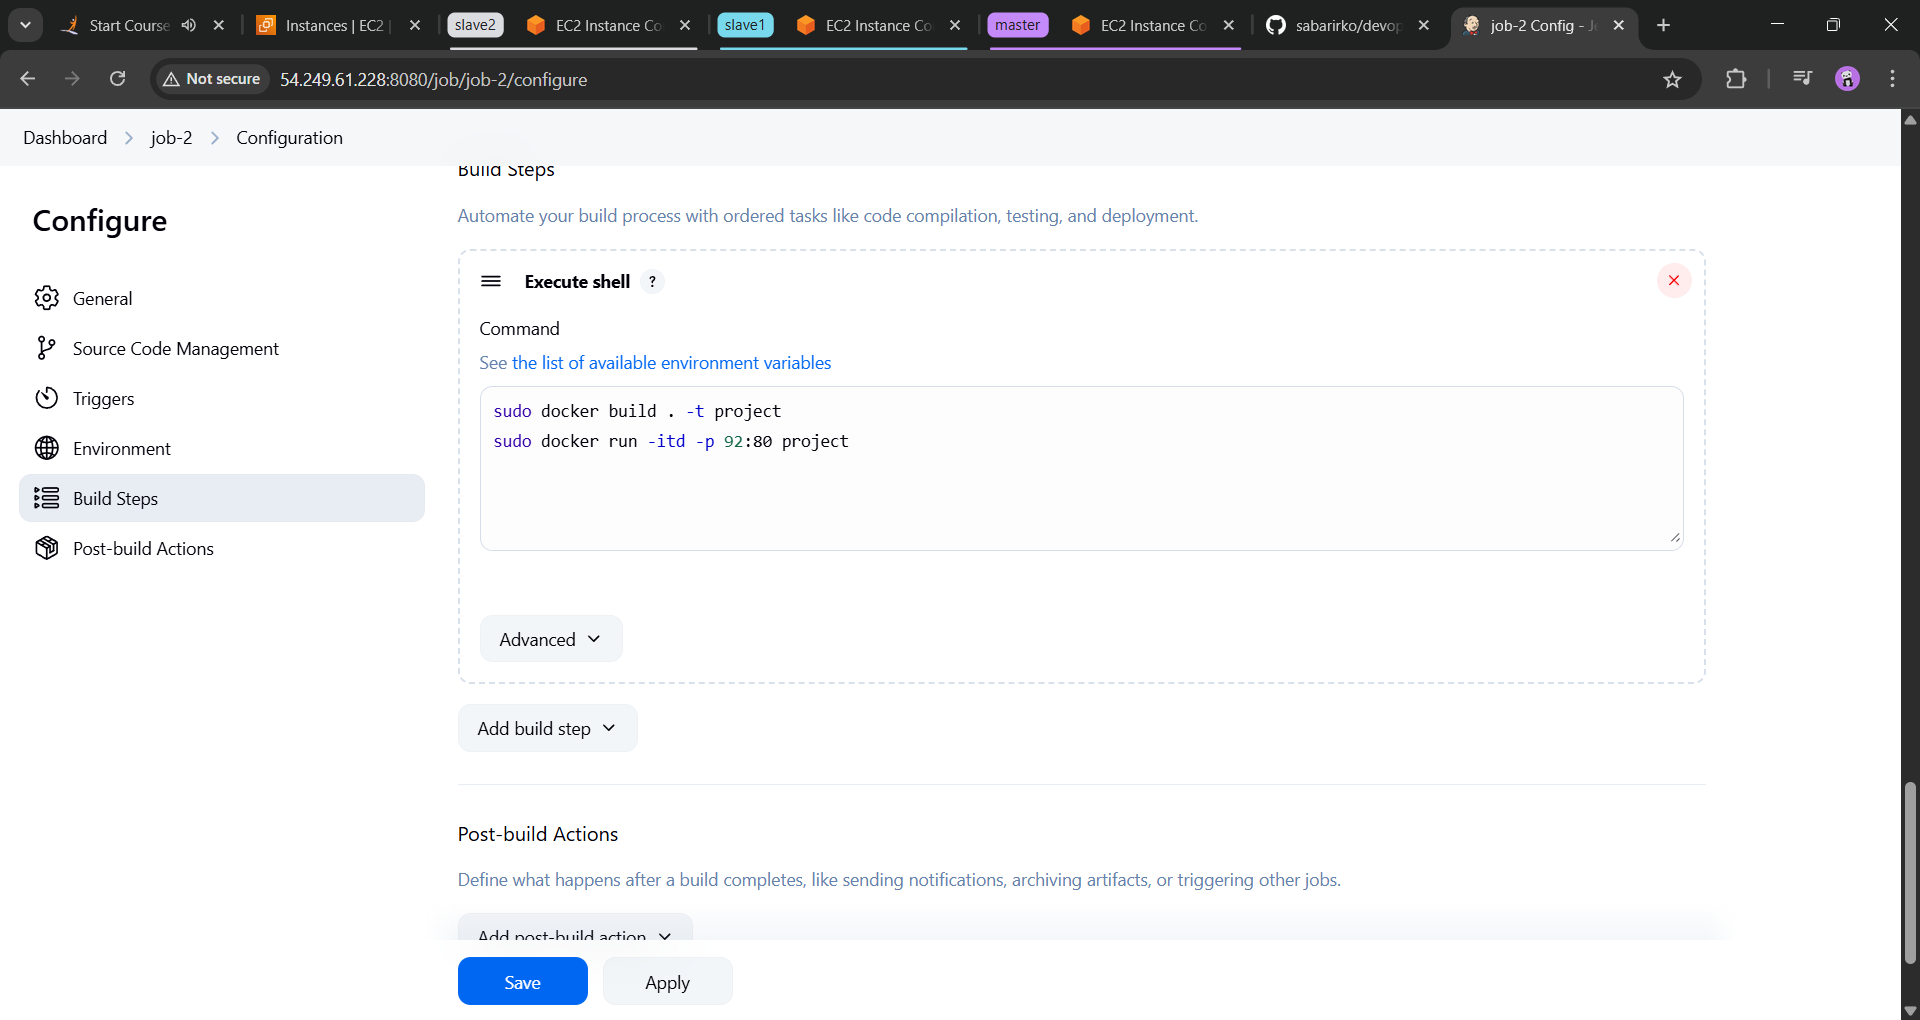 Start Course
Instances | EC2
slave2
EC2 Instance Co
slave1
EC2 Instance Co
master
EC2 Instance Co
sabarirko/devop
job-2 Config - Je
Not secure
54.249.61.228:8080/job/job-2/configure
Dashboard
job-2
Configuration
Configure
General
Source Code Management
Triggers
Environment
Build Steps
Post-build Actions
Build Steps
Automate your build process with ordered tasks like code compilation, testing, and deployment.
Execute shell ?
Command
See the list of available environment variables
sudo docker build . -t project
sudo docker run -itd -p 92:80 project
Advanced
Add build step
Post-build Actions
Define what happens after a build completes, like sending notifications, archiving artifacts, or triggering other jobs.
Add post-build action
Save
Apply